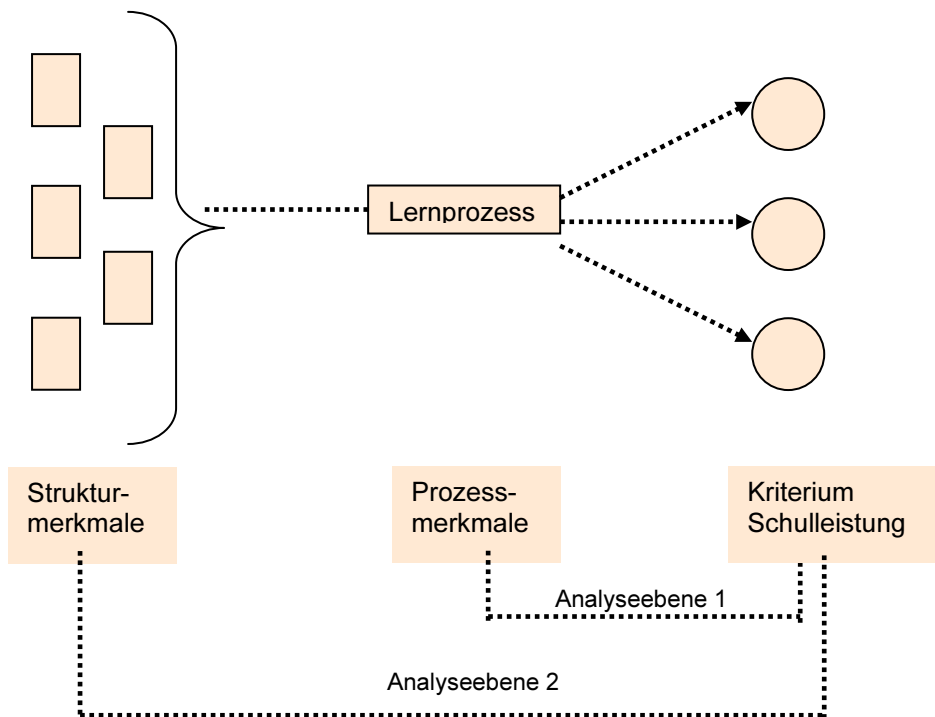 Lernprozess
Struktur-
merkmale
Prozess-
merkmale
Kriterium
Schulleistung
Analyseebene 1
Analyseebene 2